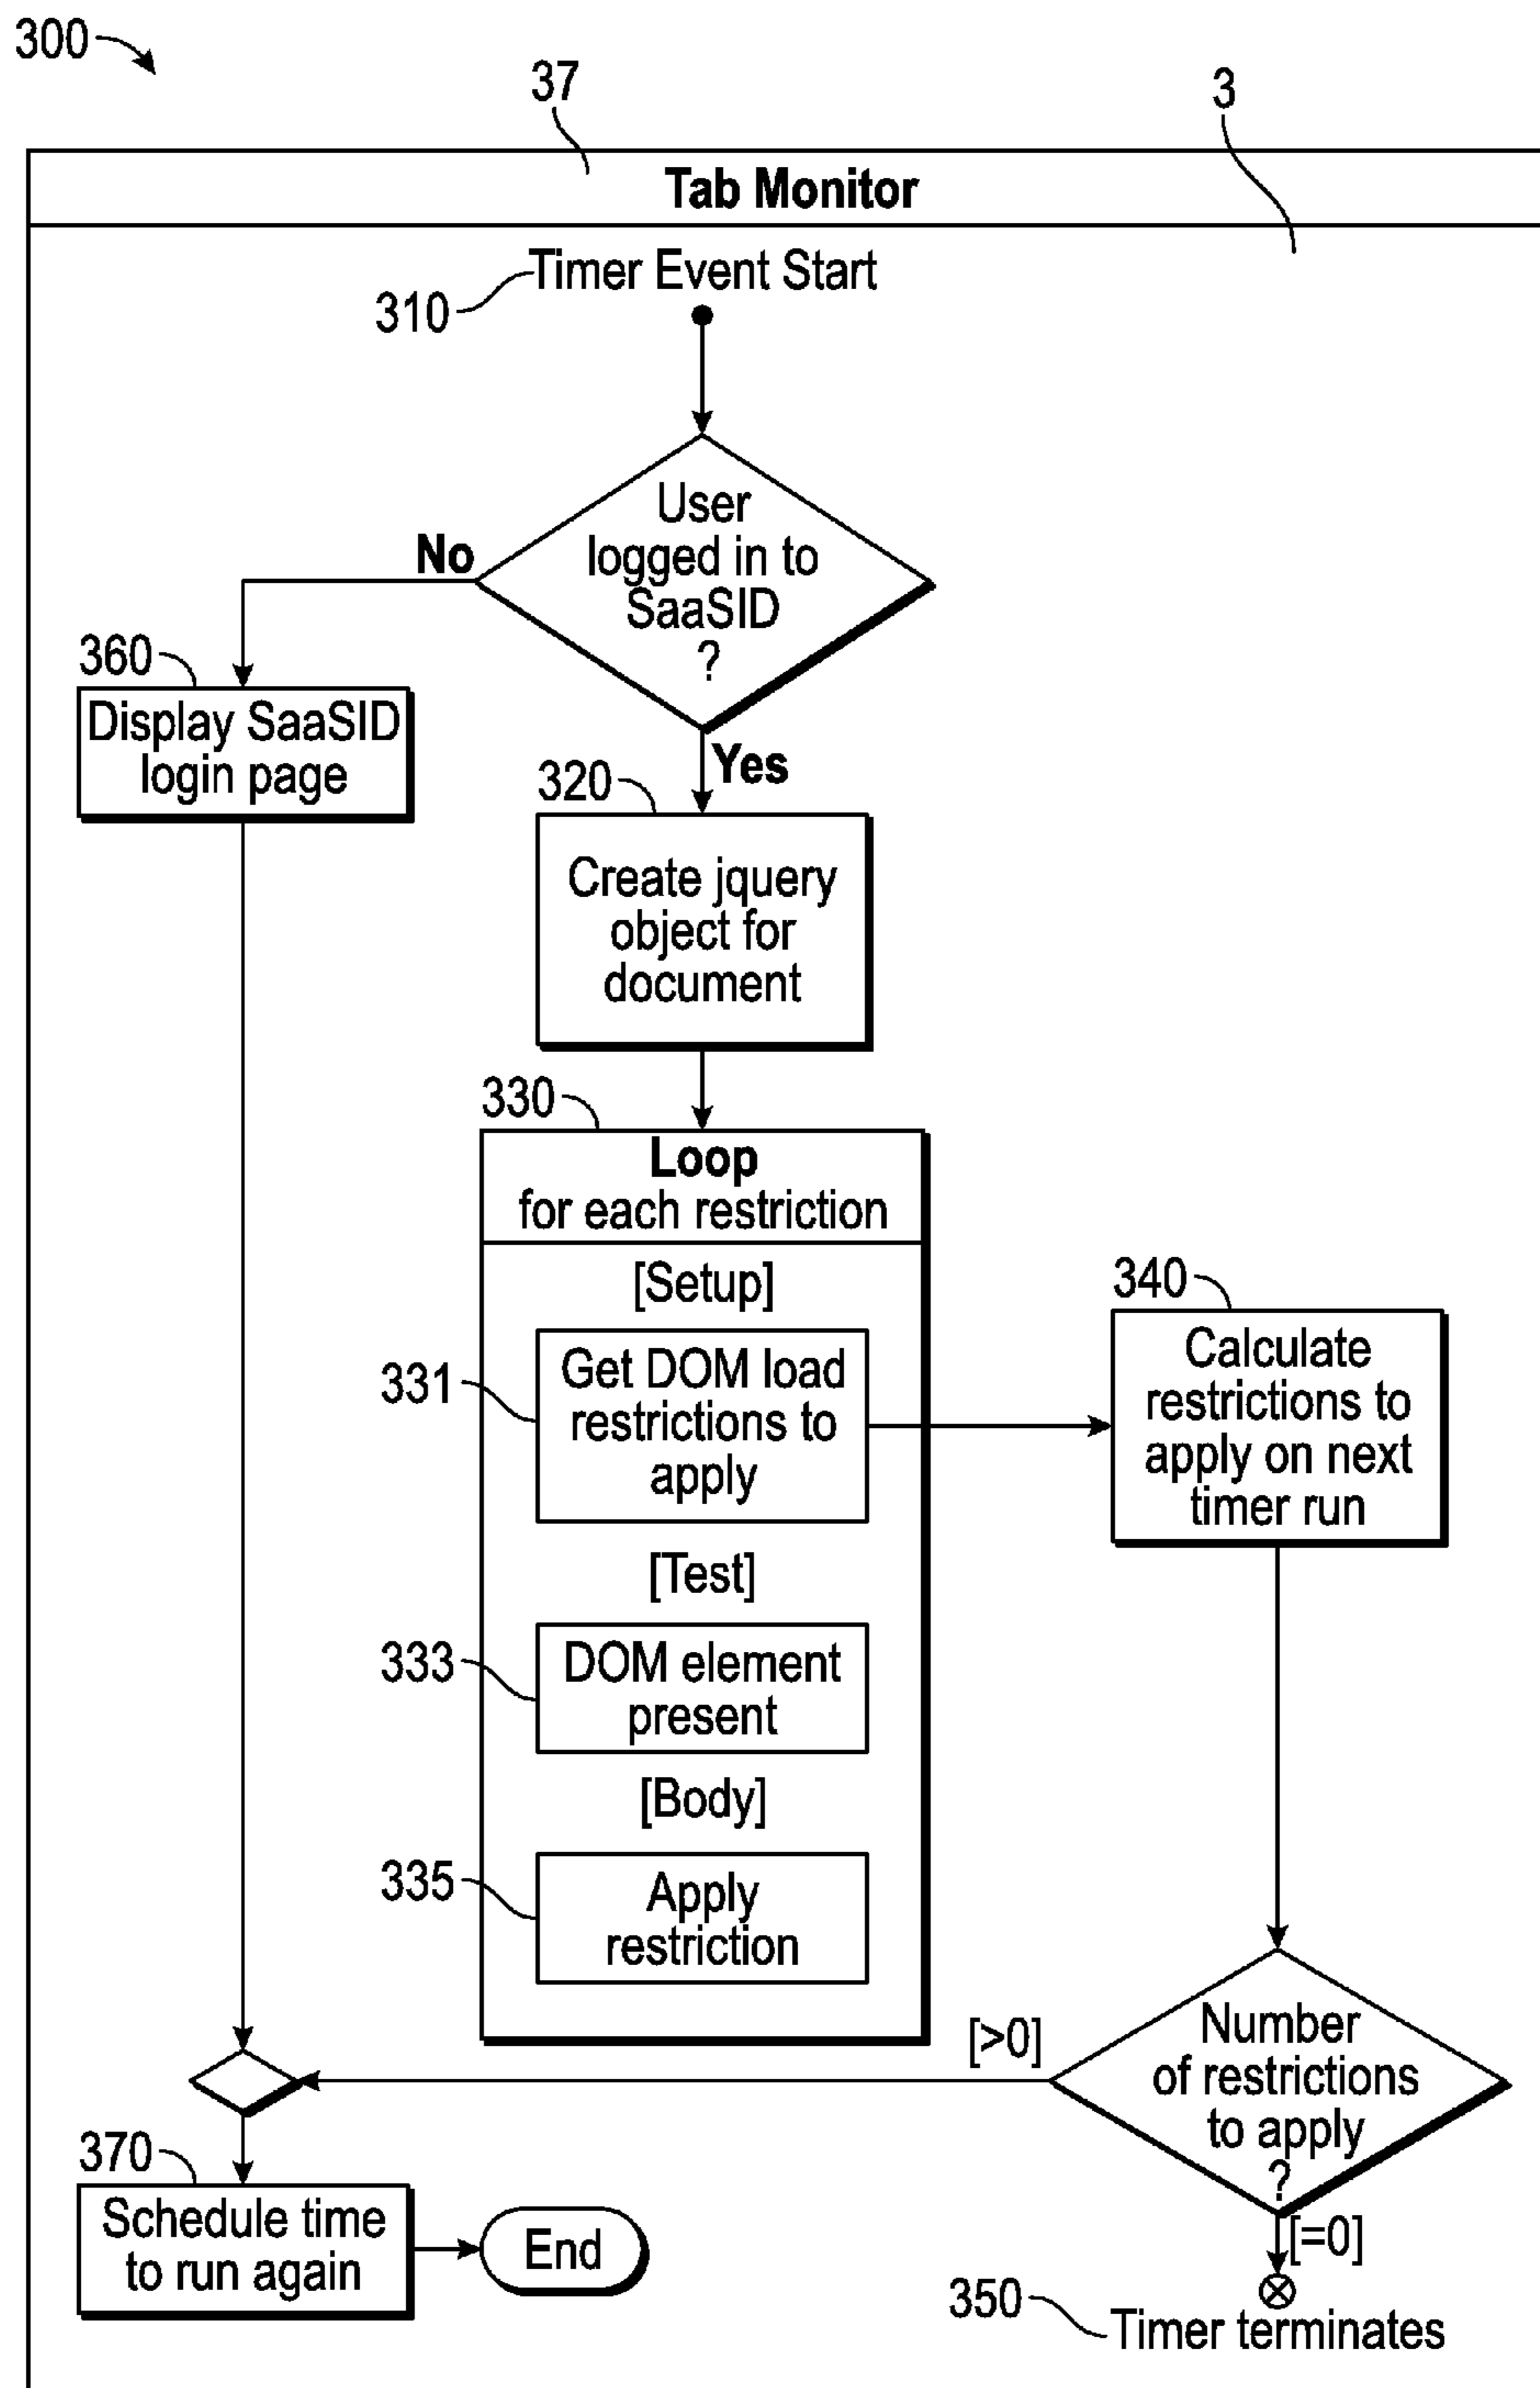 300
37
3
Tab Monitor
Timer Event Start
310
User
logged in to
SaaSID
?
No
Yes
360
Display SaaSID
login page
320
Create jquery
object for
document
330
Loop
for each restriction
[Setup]
331
Get DOM load
restrictions to
apply
340
Calculate
restrictions to
apply on next
timer run
[Test]
333
DOM element
present
[Body]
335
Apply
restriction
[>0]
Number
of restrictions
to apply
?
[=0]
370
Schedule time
to run again
End
350
Timer terminates